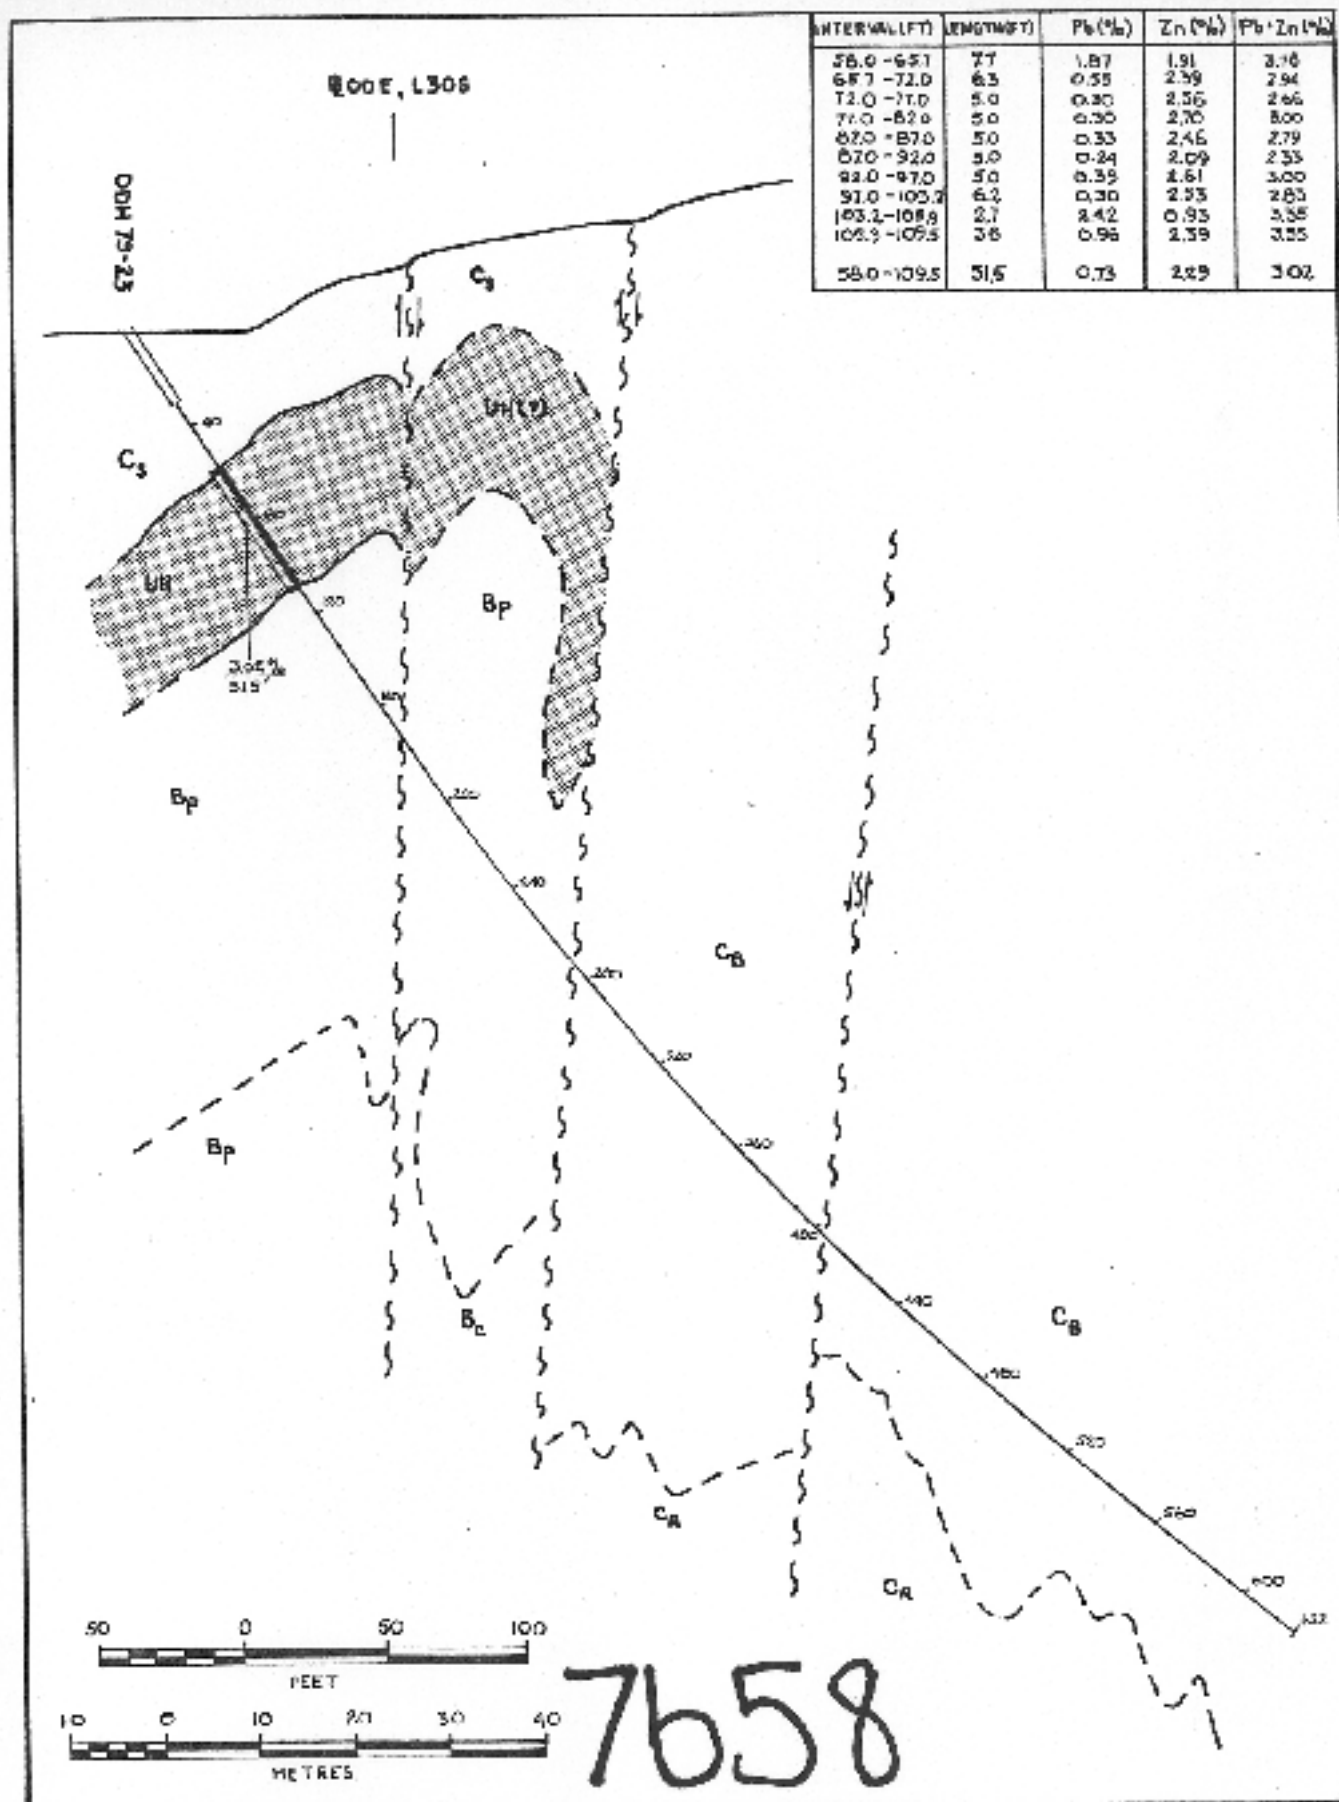 INTERVAL(FT) LENGTH(FT) Pb(%) Zn(%) Pb+Zn(%)
58.0-65.7 7.7 1.87 1.91 3.78
65.7-72.0 6.3 0.55 2.39 2.94
72.0-77.0 5.0 0.30 2.36 2.66
77.0-82.0 5.0 0.30 2.70 3.00
82.0-87.0 5.0 0.33 2.46 2.79
87.0-92.0 5.0 0.24 2.09 2.33
92.0-97.0 5.0 0.39 2.61 3.00
97.0-103.2 6.2 0.30 2.53 2.83
103.2-105.9 2.7 2.42 0.93 3.35
105.9-109.5 3.6 0.96 2.39 3.35
58.0-109.5 51.5 0.73 2.29 3.02
00E, L30S
DDH 79-23
C3
40
C3
UH(?)
80
UH
120
BP
3.02%
51.5'
160
BP
200
240
CB
280
320
BP
360
400
440
CB
BC
480
520
CA
560
CA
600
622
50 0 50 100
FEET
10 0 10 20 30 40
METRES
7658